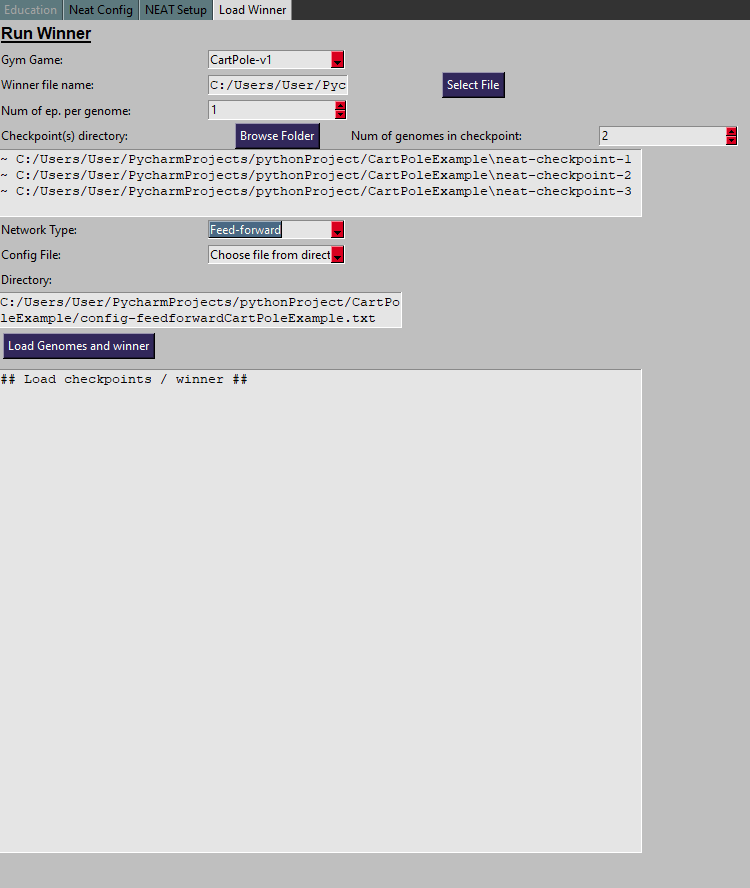 Education Neat Config NEAT Setup Load Winner
Run Winner
Gym Game: CartPole-v1
Winner file name: C:/Users/User/Pyc Select File
Num of ep. per genome: 1
Checkpoint(s) directory: Browse Folder Num of genomes in checkpoint: 2
~ C:/Users/User/PycharmProjects/pythonProject/CartPoleExample\neat-checkpoint-1
~ C:/Users/User/PycharmProjects/pythonProject/CartPoleExample\neat-checkpoint-2
~ C:/Users/User/PycharmProjects/pythonProject/CartPoleExample\neat-checkpoint-3
Network Type: Feed-forward
Config File: Choose file from direct
Directory:
C:/Users/User/PycharmProjects/pythonProject/CartPo
leExample/config-feedforwardCartPoleExample.txt
Load Genomes and winner
## Load checkpoints / winner ##